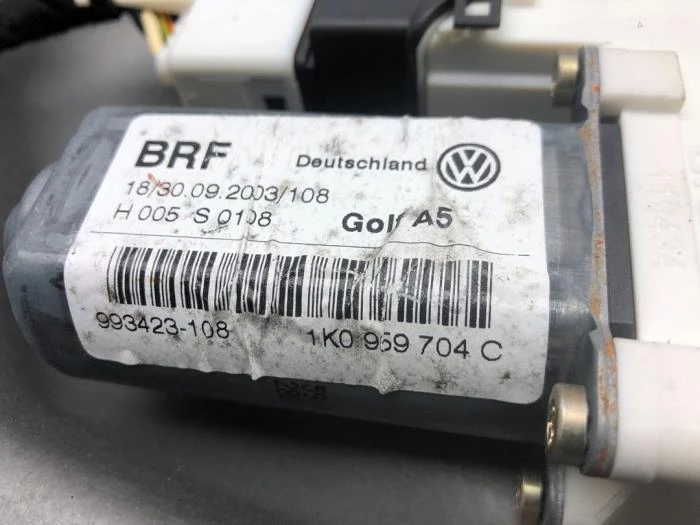 BRF Deutschland
18/30.09.2003/108
H 005 S 0108 Golf A5
993423-108 1K0 959 704 C